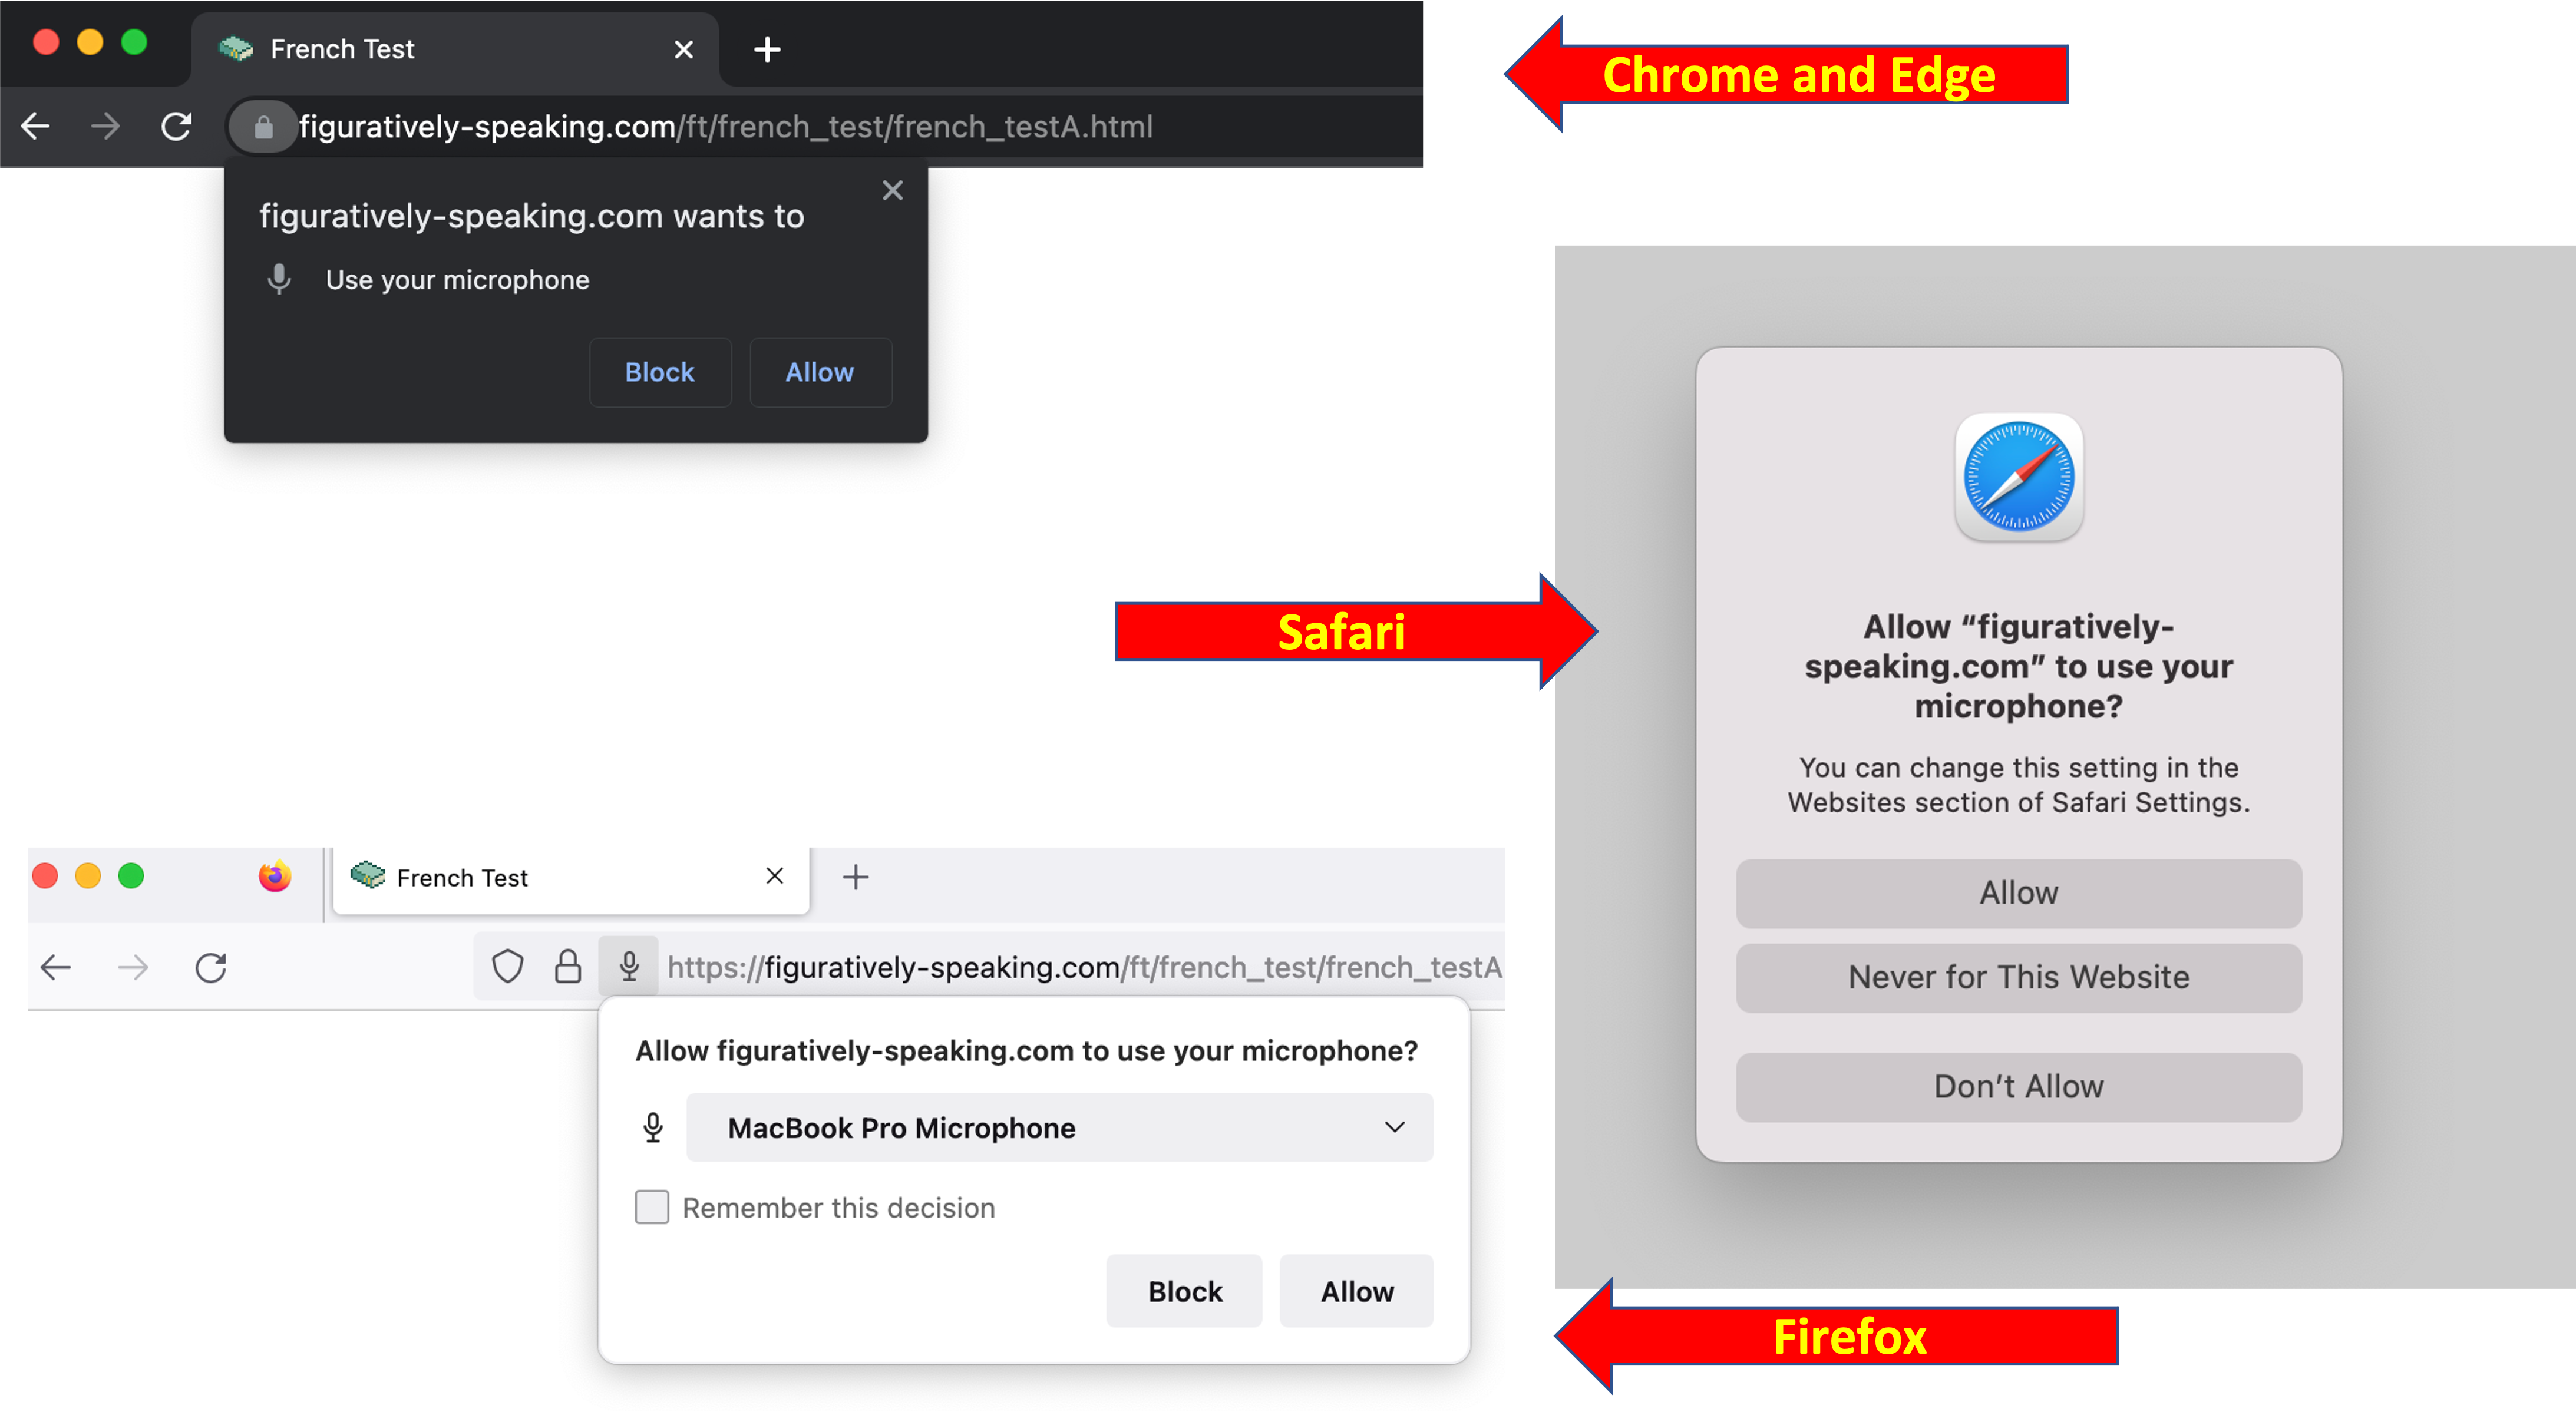 French Test
Chrome and Edge
figuratively-speaking.com/ft/french_test/french_testA.html
figuratively-speaking.com wants to
Use your microphone
Block
Allow
Safari
Allow “figuratively-
speaking.com” to use your
microphone?
You can change this setting in the
Websites section of Safari Settings.
Allow
Never for This Website
Don’t Allow
French Test
https://figuratively-speaking.com/ft/french_test/french_testA
Allow figuratively-speaking.com to use your microphone?
MacBook Pro Microphone
Remember this decision
Block
Allow
Firefox